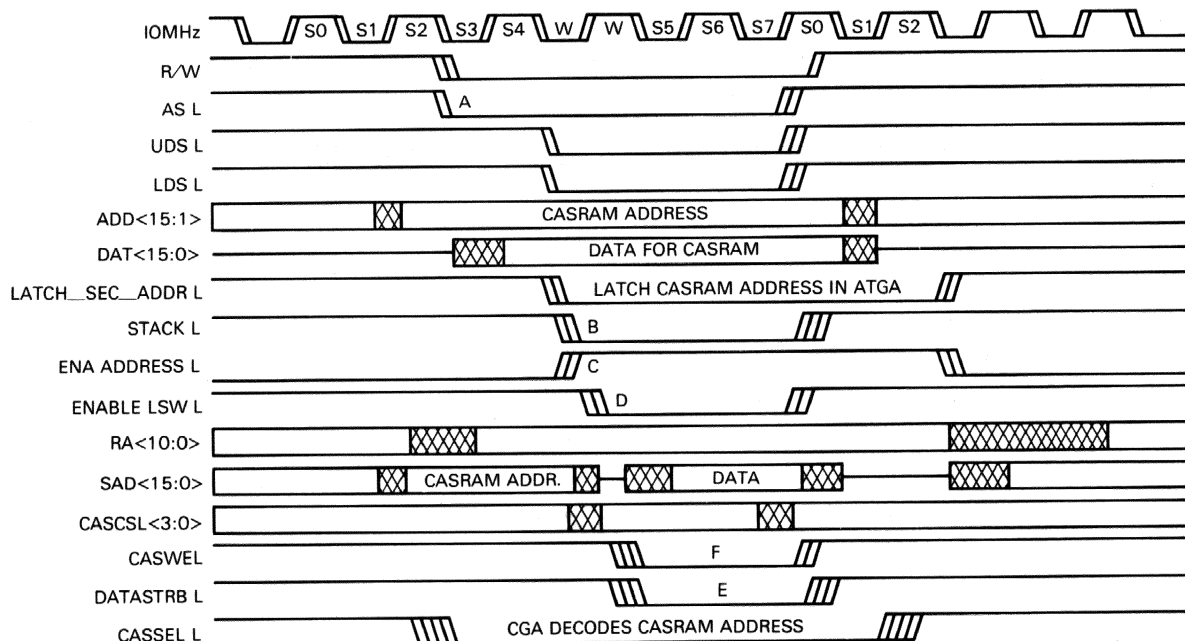 10MHz S0 S1 S2 S3 S4 W W S5 S6 S7 S0 S1 S2
R/W
AS L A
UDS L
LDS L
ADD<15:1> CASRAM ADDRESS
DAT<15:0> DATA FOR CASRAM
LATCH__SEC__ADDR L LATCH CASRAM ADDRESS IN ATGA
STACK L B
ENA ADDRESS L C
ENABLE LSW L D
RA<10:0>
SAD<15:0> CASRAM ADDR. DATA
CASCSL<3:0>
CASWEL F
DATASTRB L E
CASSEL L CGA DECODES CASRAM ADDRESS